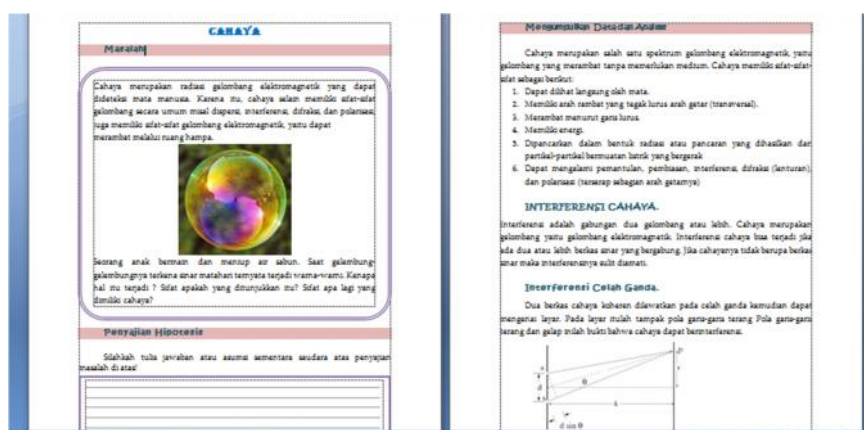 CAHAYA
Masalah
Cahaya merupakan radiasi gelombang elektromagnetik yang dapat
dideteksi mata manusia. Karena itu, cahaya selain memiliki sifat-sifat
gelombang secara umum misal dispersi, interferensi, difraksi, dan polarisasi,
juga memiliki sifat-sifat gelombang elektromagnetik, yaitu dapat
merambat melalui ruang hampa.
Seorang anak bermain dan meniup air sabun. Saat gelembung-
gelembungnya terkena sinar matahari ternyata terjadi warna-warni. Kenapa
hal itu terjadi ? Sifat apakah yang ditunjukkan itu? Sifat apa lagi yang
dimiliki cahaya?
Penyajian Hipotesis
Silahkah tulis jawaban atau asumsi sementara saudara atas penyajian
masalah di atas!
Mengumpulkan Data dan Analisis
Cahaya merupakan salah satu spektrum gelombang elektromagnetik, yaitu
gelombang yang merambat tanpa memerlukan medium. Cahaya memiliki sifat-sifat-
sifat sebagai berikut:
1. Dapat dilihat langsung oleh mata.
2. Memiliki arah rambat yang tegak lurus arah getar (transversal).
3. Merambat menurut garis lurus.
4. Memiliki energi.
5. Dipancarkan dalam bentuk radiasi atau pancaran yang dihasilkan dari
partikel-partikel bermuatan listrik yang bergerak
6. Dapat mengalami pemantulan, pembiasan, interferensi, difraksi (lenturan),
dan polarisasi (terserap sebagian arah getarnya)
INTERFERENSI CAHAYA.
Interferensi adalah gabungan dua gelombang atau lebih. Cahaya merupakan
gelombang yaitu gelombang elektromagnetik. Interferensi cahaya bisa terjadi jika
ada dua atau lebih berkas sinar yang bergabung. Jika cahayanya tidak berupa berkas
sinar maka interferensinya sulit diamati.
Interferensi Celah Ganda.
Dua berkas cahaya koheren dilewatkan pada celah ganda kemudian dapat
mengenai layar. Pada layar itulah tampak pola garis-garis terang Pola garis-garis
terang dan gelap inilah bukti bahwa cahaya dapat berinterferensi.
d
θ
d sin θ